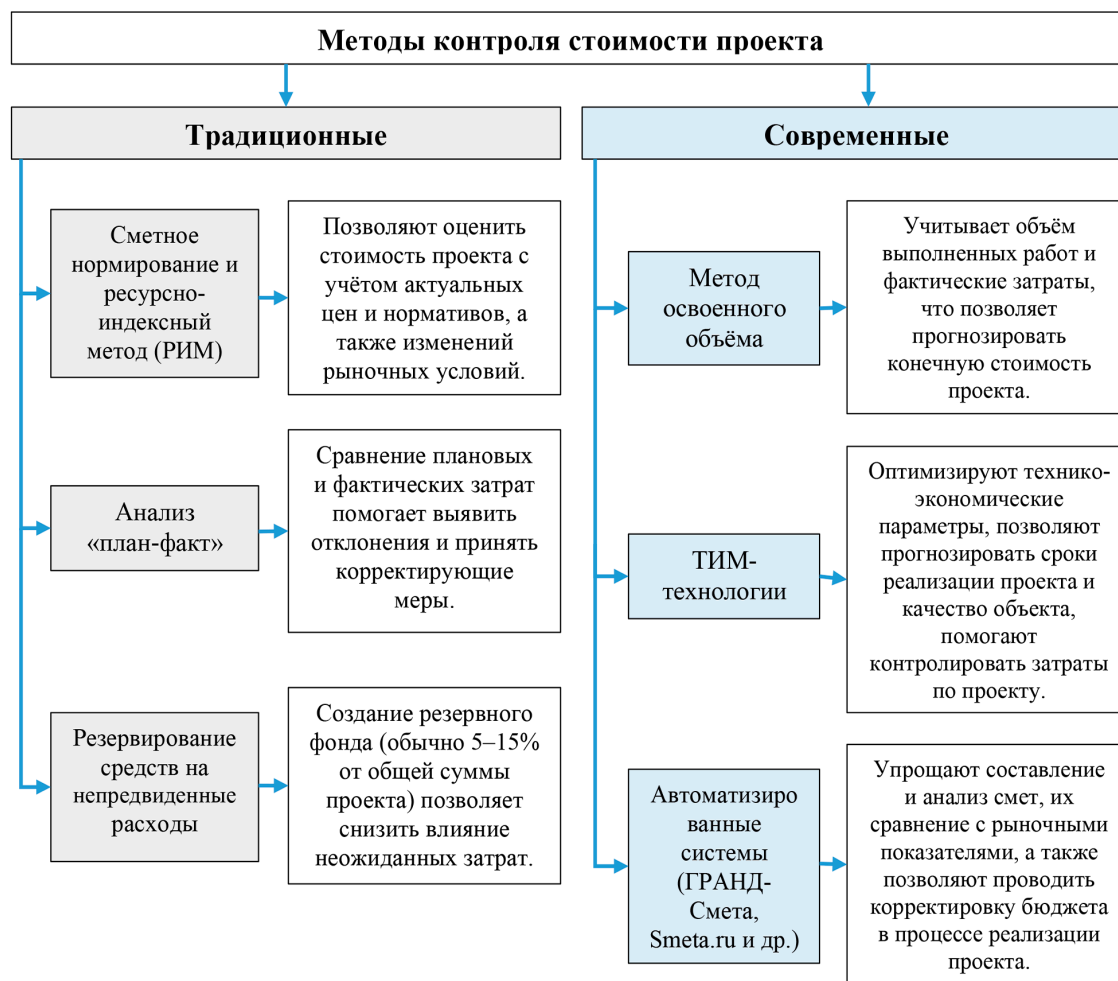 Методы контроля стоимости проекта
Традиционные
Сметное
нормирование и
ресурсно-
индексный
метод (РИМ)
Позволяют оценить
стоимость проекта с
учётом актуальных
цен и нормативов, а
также изменений
рыночных условий.
Анализ
«план-факт»
Сравнение плановых
и фактических затрат
помогает выявить
отклонения и принять
корректирующие
меры.
Резервирование
средств на
непредвиденные
расходы
Создание резервного
фонда (обычно 5–15%
от общей суммы
проекта) позволяет
снизить влияние
неожиданных затрат.
Современные
Метод
освоенного
объёма
Учитывает объём
выполненных работ и
фактические затраты,
что позволяет
прогнозировать
конечную стоимость
проекта.
ТИМ-
технологии
Оптимизируют технико-
экономические
параметры, позволяют
прогнозировать сроки
реализации проекта и
качество объекта,
помогают
контролировать затраты
по проекту.
Автоматизиро
ванные
системы
(ГРАНД-
Смета,
Smeta.ru и др.)
Упрощают составление
и анализ смет, их
сравнение с рыночными
показателями, а также
позволяют проводить
корректировку бюджета
в процессе реализации
проекта.